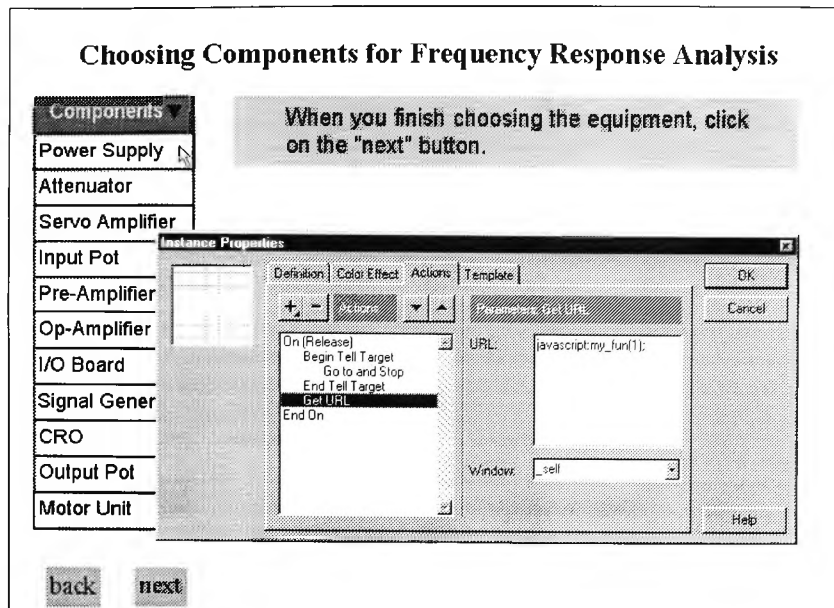 Choosing Components for Frequency Response Analysis
Components
When you finish choosing the equipment, click
on the "next" button.
Power Supply
Attenuator
Servo Amplifier
Input Pot
Pre-Amplifier
Op-Amplifier
I/O Board
Signal Gener
CRO
Output Pot
Motor Unit
Instance Properties
Definition
Color Effect
Actions
Template
OK
Cancel
Help
Actions
Parameters: Get URL
On (Release)
Begin Tell Target
Go to and Stop
End Tell Target
Get URL
End On
URL:
javascript:my_fun(1);
Window:
_self
back
next